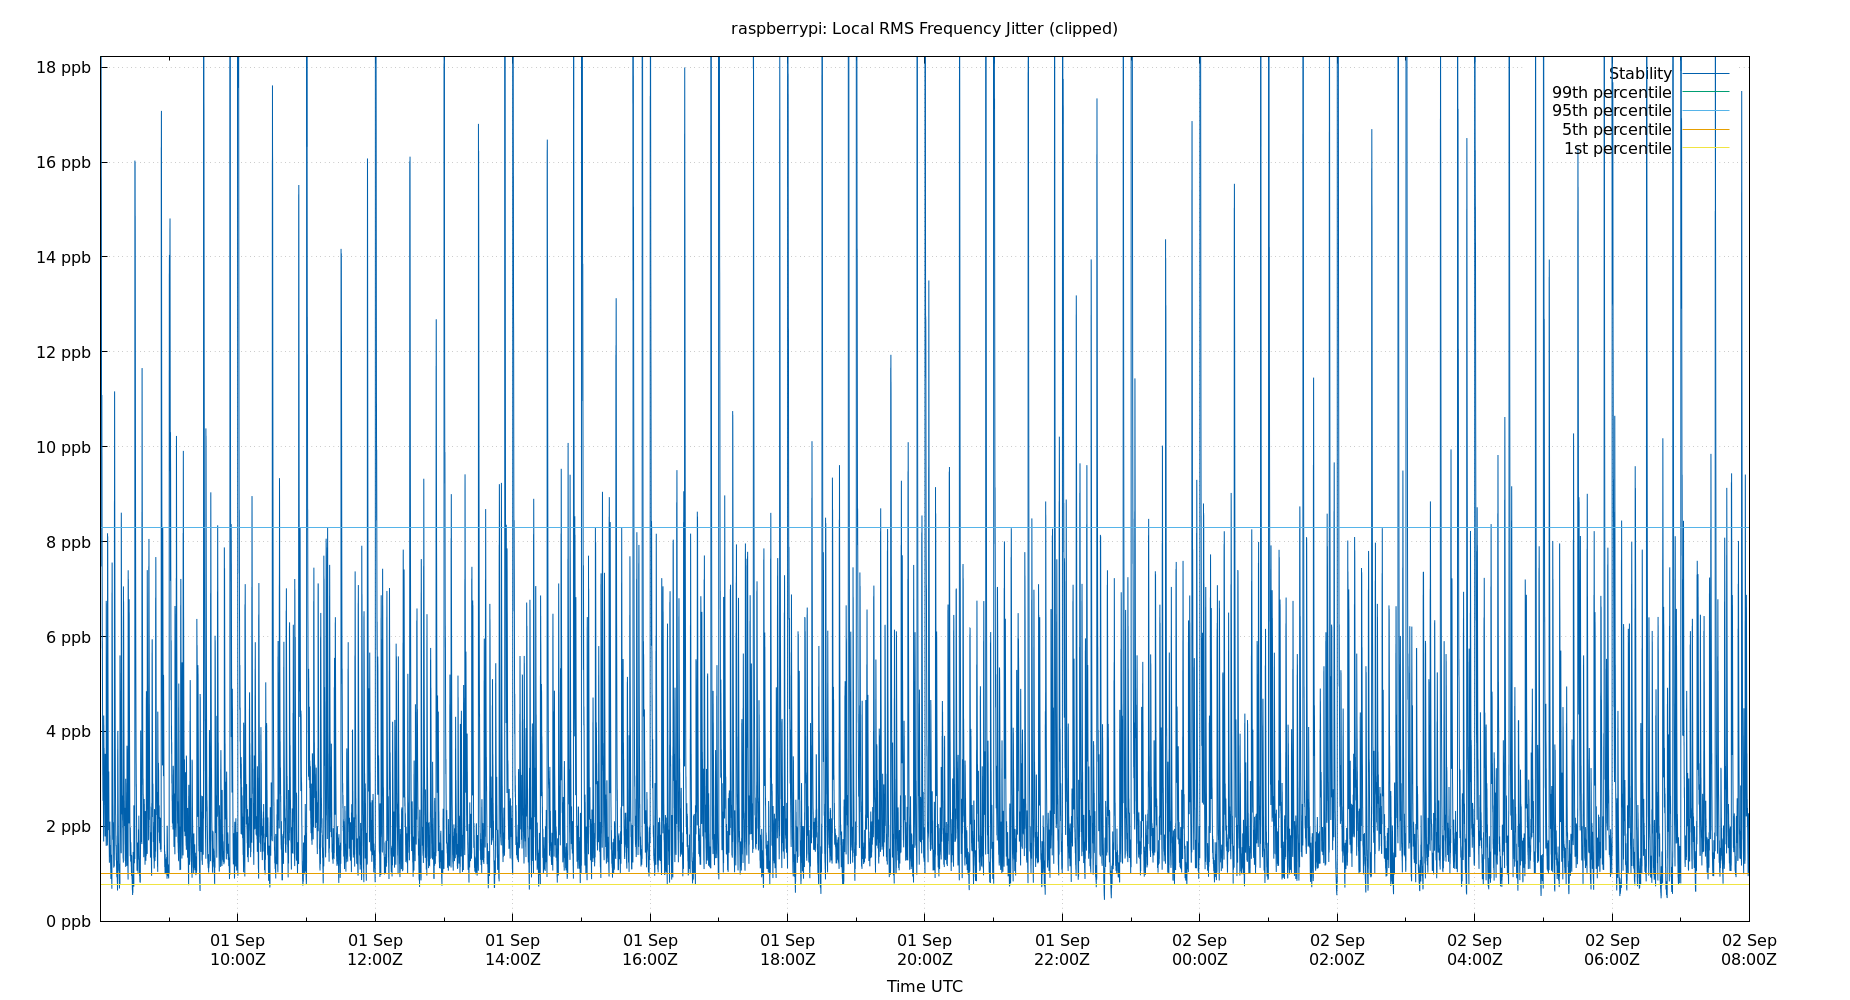 raspberrypi: Local RMS Frequency Jitter (clipped)
18 ppb
16 ppb
14 ppb
12 ppb
10 ppb
8 ppb
6 ppb
4 ppb
2 ppb
0 ppb
Stability
99th percentile
95th percentile
5th percentile
1st percentile
01 Sep 01 Sep 01 Sep 01 Sep 01 Sep 01 Sep 01 Sep 02 Sep 02 Sep 02 Sep 02 Sep 02 Sep
10:00Z 12:00Z 14:00Z 16:00Z 18:00Z 20:00Z 22:00Z 00:00Z 02:00Z 04:00Z 06:00Z 08:00Z
Time UTC